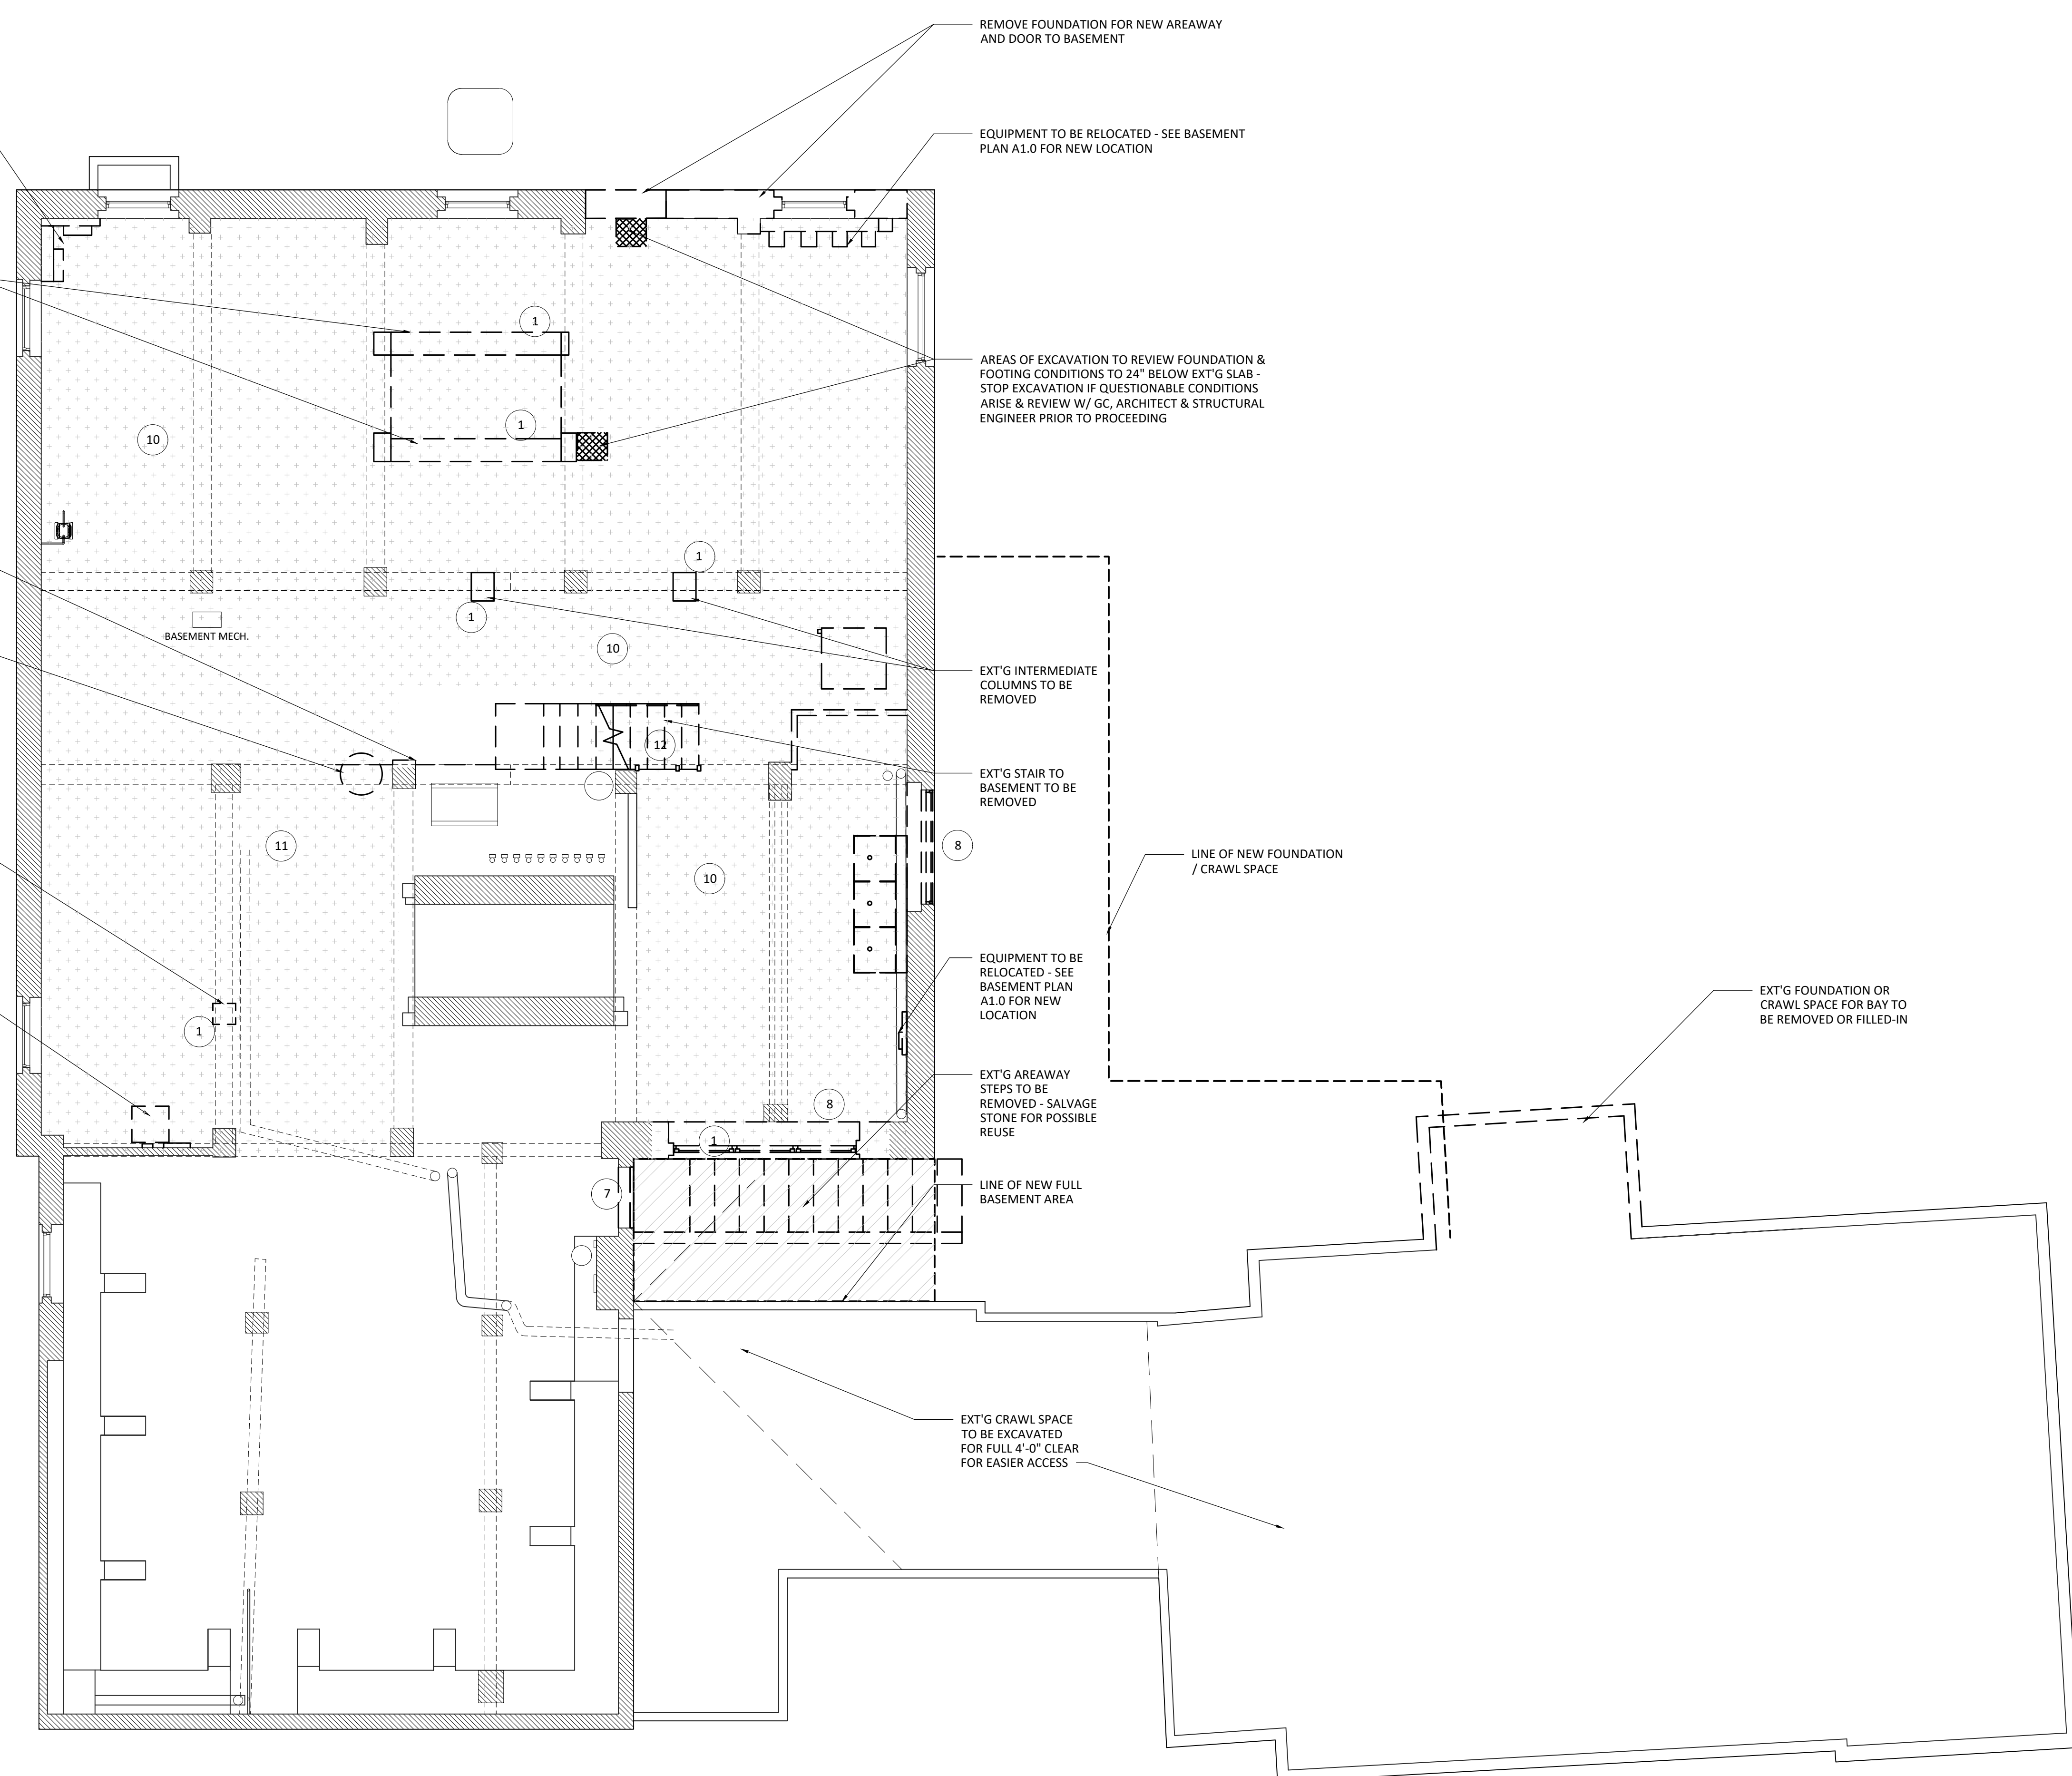 REMOVE FOUNDATION FOR NEW AREAWAY
AND DOOR TO BASEMENT
EQUIPMENT TO BE RELOCATED - SEE BASEMENT
PLAN A1.0 FOR NEW LOCATION
1
AREAS OF EXCAVATION TO REVIEW FOUNDATION &
FOOTING CONDITIONS TO 24" BELOW EXT'G SLAB -
STOP EXCAVATION IF QUESTIONABLE CONDITIONS
ARISE & REVIEW W/ GC, ARCHITECT & STRUCTURAL
ENGINEER PRIOR TO PROCEEDING
1
10
1
1
BASEMENT MECH.
10
EXT'G INTERMEDIATE
COLUMNS TO BE
REMOVED
12
EXT'G STAIR TO
BASEMENT TO BE
REMOVED
11
8
LINE OF NEW FOUNDATION
/ CRAWL SPACE
10
EQUIPMENT TO BE
RELOCATED - SEE
BASEMENT PLAN
A1.0 FOR NEW
LOCATION
EXT'G FOUNDATION OR
CRAWL SPACE FOR BAY TO
BE REMOVED OR FILLED-IN
1
EXT'G AREAWAY
STEPS TO BE
REMOVED - SALVAGE
STONE FOR POSSIBLE
REUSE
8
1
7
LINE OF NEW FULL
BASEMENT AREA
EXT'G CRAWL SPACE
TO BE EXCAVATED
FOR FULL 4'-0" CLEAR
FOR EASIER ACCESS